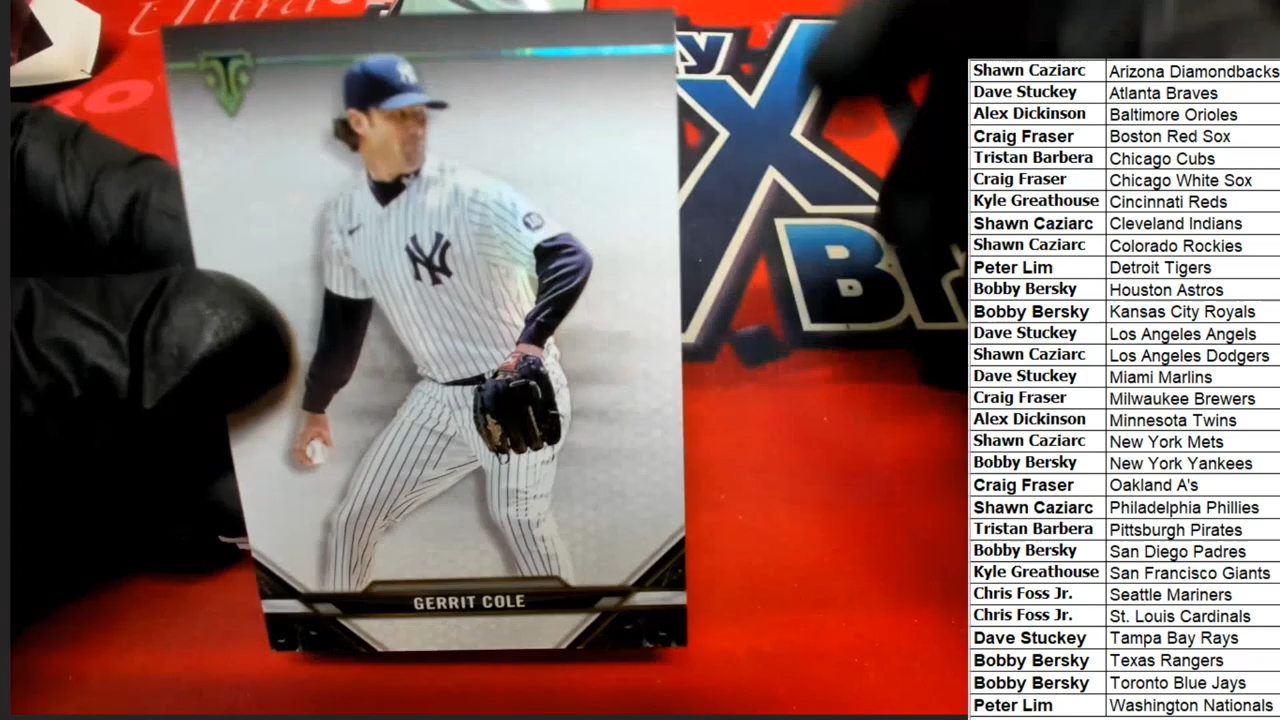 Ultra
NY
GERRIT COLE
Shawn Caziarc Arizona Diamondbacks
Dave Stuckey Atlanta Braves
Alex Dickinson Baltimore Orioles
Craig Fraser Boston Red Sox
Tristan Barbera Chicago Cubs
Craig Fraser Chicago White Sox
Kyle Greathouse Cincinnati Reds
Shawn Caziarc Cleveland Indians
Shawn Caziarc Colorado Rockies
Peter Lim Detroit Tigers
Bobby Bersky Houston Astros
Bobby Bersky Kansas City Royals
Dave Stuckey Los Angeles Angels
Shawn Caziarc Los Angeles Dodgers
Dave Stuckey Miami Marlins
Craig Fraser Milwaukee Brewers
Alex Dickinson Minnesota Twins
Shawn Caziarc New York Mets
Bobby Bersky New York Yankees
Craig Fraser Oakland A's
Shawn Caziarc Philadelphia Phillies
Tristan Barbera Pittsburgh Pirates
Bobby Bersky San Diego Padres
Kyle Greathouse San Francisco Giants
Chris Foss Jr. Seattle Mariners
Chris Foss Jr. St. Louis Cardinals
Dave Stuckey Tampa Bay Rays
Bobby Bersky Texas Rangers
Bobby Bersky Toronto Blue Jays
Peter Lim Washington Nationals